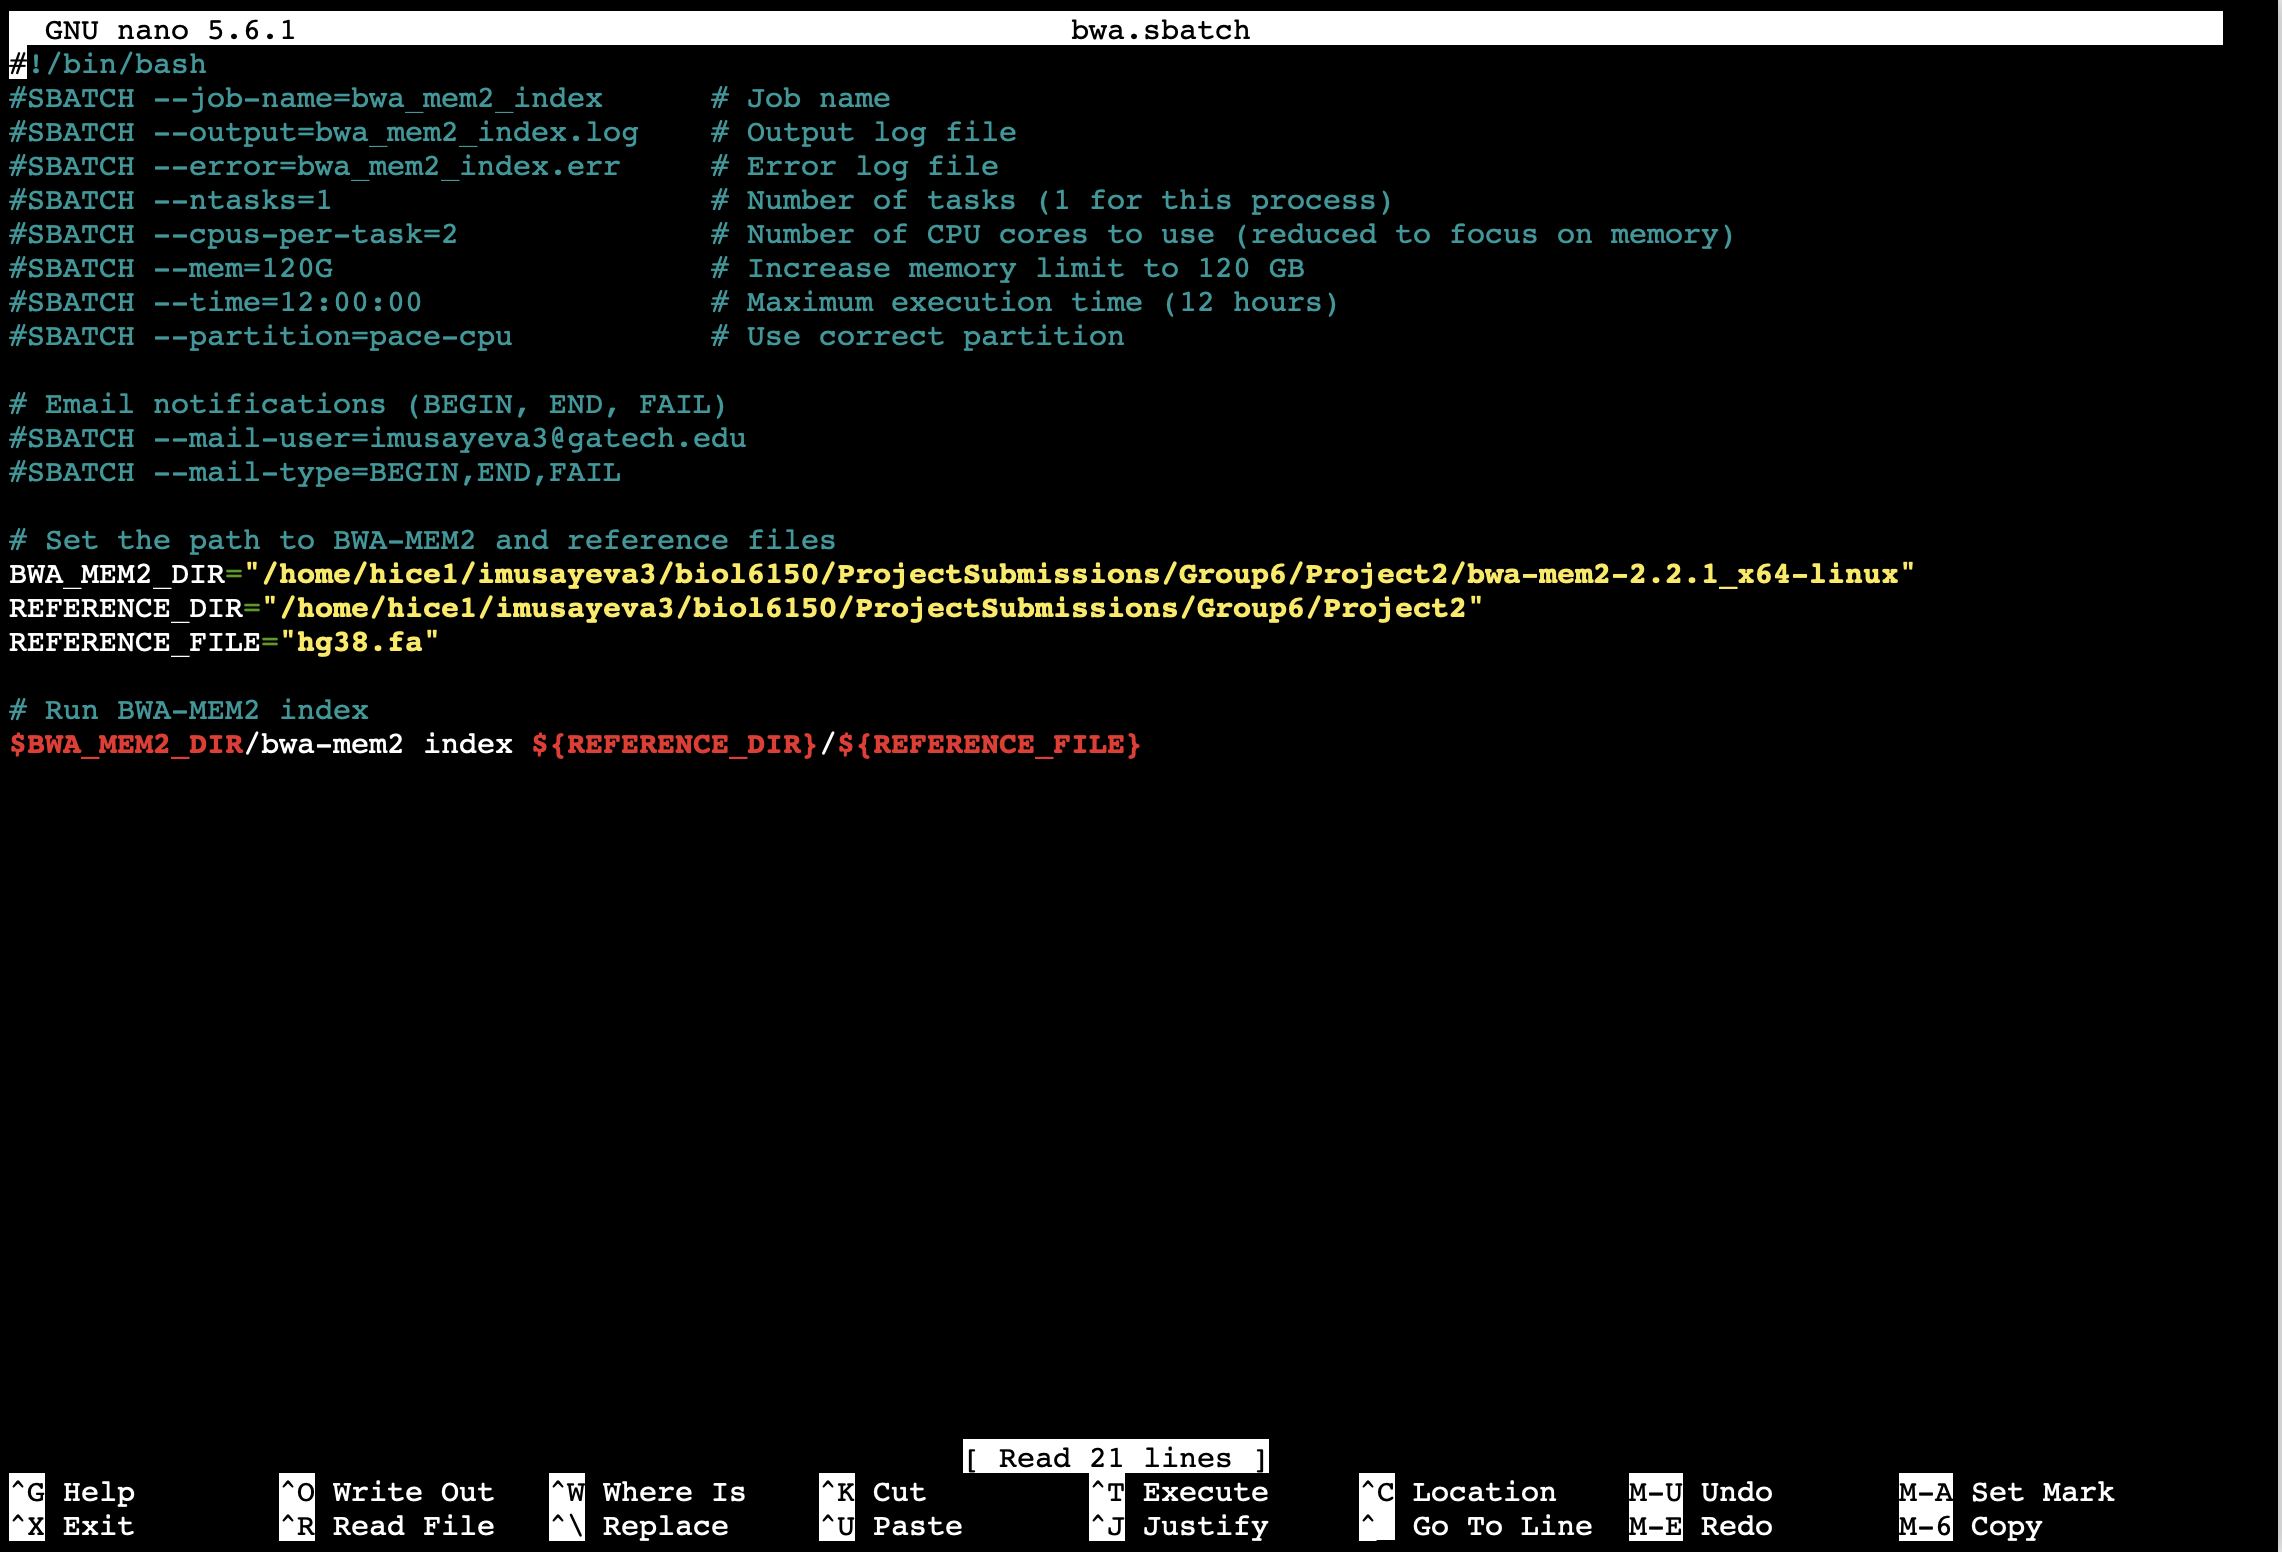 GNU nano 5.6.1 bwa.sbatch
#!/bin/bash
#SBATCH --job-name=bwa_mem2_index # Job name
#SBATCH --output=bwa_mem2_index.log # Output log file
#SBATCH --error=bwa_mem2_index.err # Error log file
#SBATCH --ntasks=1 # Number of tasks (1 for this process)
#SBATCH --cpus-per-task=2 # Number of CPU cores to use (reduced to focus on memory)
#SBATCH --mem=120G # Increase memory limit to 120 GB
#SBATCH --time=12:00:00 # Maximum execution time (12 hours)
#SBATCH --partition=pace-cpu # Use correct partition
# Email notifications (BEGIN, END, FAIL)
#SBATCH --mail-user=imusayeva3@gatech.edu
#SBATCH --mail-type=BEGIN,END,FAIL
# Set the path to BWA-MEM2 and reference files
BWA_MEM2_DIR="/home/hice1/imusayeva3/biol6150/ProjectSubmissions/Group6/Project2/bwa-mem2-2.2.1_x64-linux"
REFERENCE_DIR="/home/hice1/imusayeva3/biol6150/ProjectSubmissions/Group6/Project2"
REFERENCE_FILE="hg38.fa"
# Run BWA-MEM2 index
$BWA_MEM2_DIR/bwa-mem2 index ${REFERENCE_DIR}/${REFERENCE_FILE}
[ Read 21 lines ]
^G Help ^O Write Out ^W Where Is ^K Cut ^T Execute ^C Location M-U Undo M-A Set Mark
^X Exit ^R Read File ^\ Replace ^U Paste ^J Justify ^_ Go To Line M-E Redo M-6 Copy